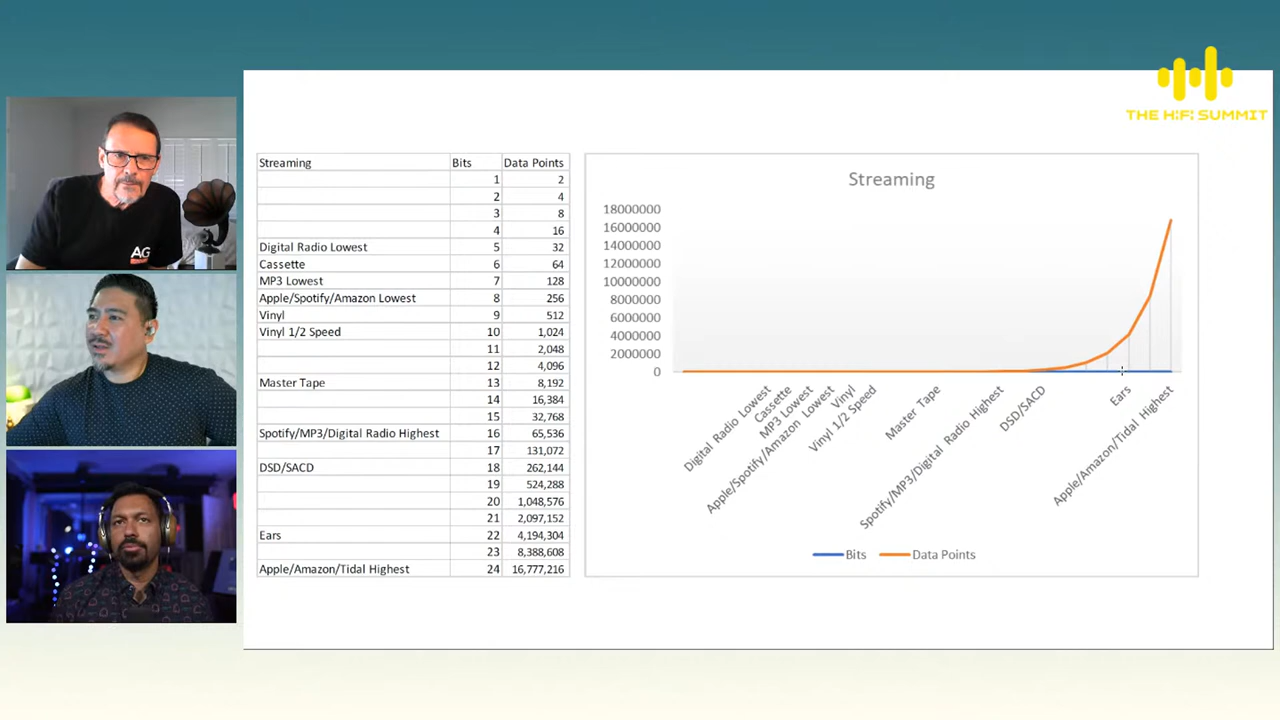 THE HIFI SUMMIT
AG
Streaming Bits Data Points
1 2
2 4
3 8
4 16
Digital Radio Lowest 5 32
Cassette 6 64
MP3 Lowest 7 128
Apple/Spotify/Amazon Lowest 8 256
Vinyl 9 512
Vinyl 1/2 Speed 10 1,024
11 2,048
12 4,096
Master Tape 13 8,192
14 16,384
15 32,768
Spotify/MP3/Digital Radio Highest 16 65,536
17 131,072
DSD/SACD 18 262,144
19 524,288
20 1,048,576
21 2,097,152
Ears 22 4,194,304
23 8,388,608
Apple/Amazon/Tidal Highest 24 16,777,216
Streaming
18000000
16000000
14000000
12000000
10000000
8000000
6000000
4000000
2000000
0
Digital Radio Lowest
Cassette
MP3 Lowest
Apple/Spotify/Amazon Lowest
Vinyl
Vinyl 1/2 Speed
Master Tape
Spotify/MP3/Digital Radio Highest
DSD/SACD
Ears
Apple/Amazon/Tidal Highest
Bits Data Points